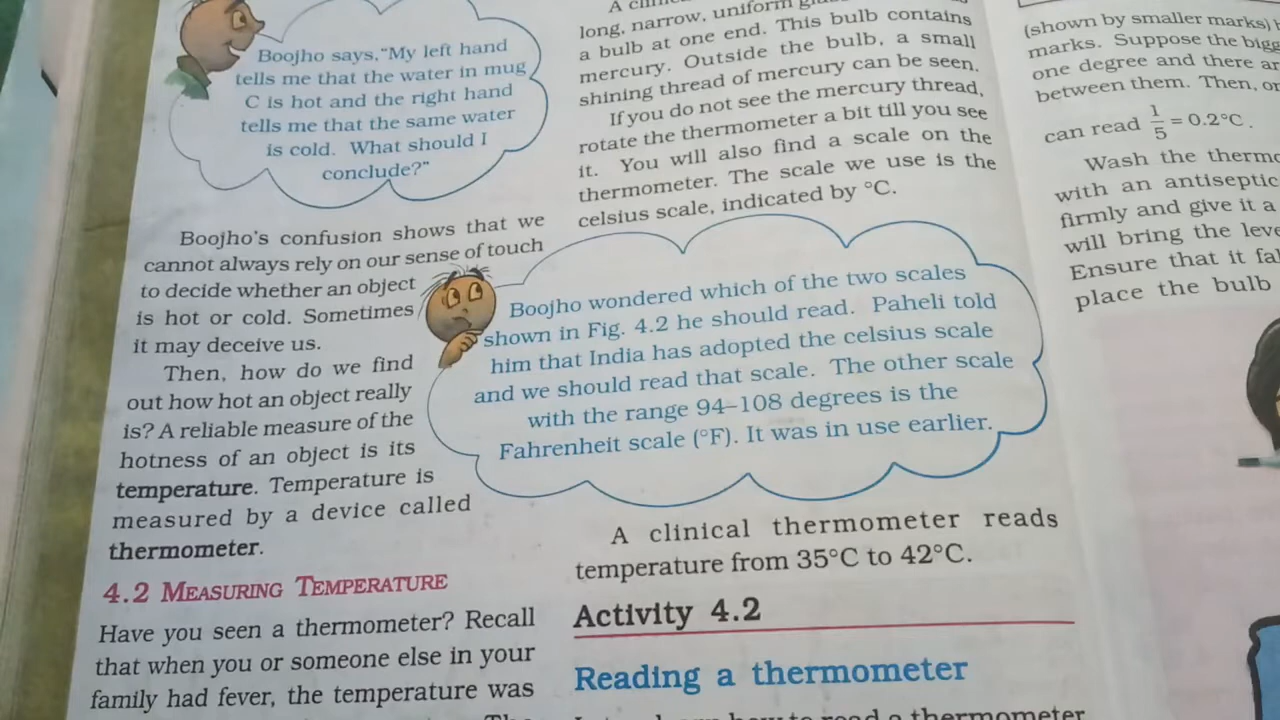 Boojho says,"My left hand
tells me that the water in mug
C is hot and the right hand
tells me that the same water
is cold. What should I
conclude?"
Boojho's confusion shows that we
cannot always rely on our sense of touch
to decide whether an object
is hot or cold. Sometimes
it may deceive us.
Then, how do we find
out how hot an object really
is? A reliable measure of the
hotness of an object is its
temperature. Temperature is
measured by a device called
thermometer.
4.2 MEASURING TEMPERATURE
Have you seen a thermometer? Recall
that when you or someone else in your
family had fever, the temperature was
A
long, narrow, uniform
a bulb at one end. This bulb contains
mercury. Outside the bulb, a small
shining thread of mercury can be seen.
If you do not see the mercury thread,
rotate the thermometer a bit till you see
it. You will also find a scale on the
thermometer. The scale we use is the
celsius scale, indicated by °C.
Boojho wondered which of the two scales
shown in Fig. 4.2 he should read. Paheli told
him that India has adopted the celsius scale
and we should read that scale. The other scale
with the range 94–108 degrees is the
Fahrenheit scale (°F). It was in use earlier.
A clinical thermometer reads
temperature from 35°C to 42°C.
Activity 4.2
Reading a thermometer
how to read a thermometer
(shown by smaller marks)
marks. Suppose the
one degree and there
between them. Then,
can read 1/5 = 0.2°C.
Wash the
with an antiseptic
firmly and give it a
will bring the
Ensure that it
place the bulb